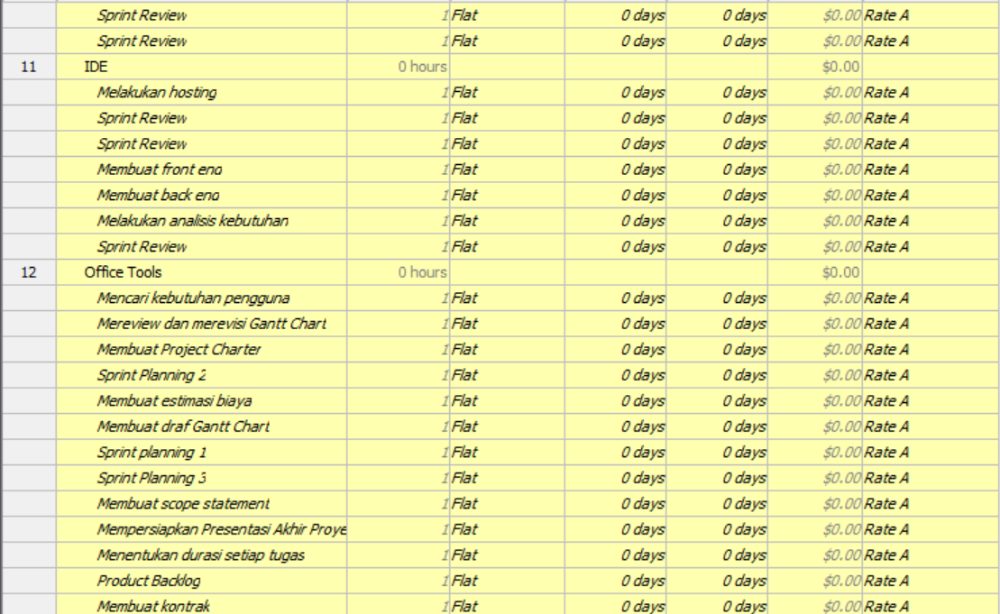 Sprint Review 1 Flat 0 days 0 days $0.00 Rate A
Sprint Review 1 Flat 0 days 0 days $0.00 Rate A
11 IDE 0 hours $0.00
Melakukan hosting 1 Flat 0 days 0 days $0.00 Rate A
Sprint Review 1 Flat 0 days 0 days $0.00 Rate A
Sprint Review 1 Flat 0 days 0 days $0.00 Rate A
Membuat front end 1 Flat 0 days 0 days $0.00 Rate A
Membuat back end 1 Flat 0 days 0 days $0.00 Rate A
Melakukan analisis kebutuhan 1 Flat 0 days 0 days $0.00 Rate A
Sprint Review 1 Flat 0 days 0 days $0.00 Rate A
12 Office Tools 0 hours $0.00
Mencari kebutuhan pengguna 1 Flat 0 days 0 days $0.00 Rate A
Mereview dan merevisi Gantt Chart 1 Flat 0 days 0 days $0.00 Rate A
Membuat Project Charter 1 Flat 0 days 0 days $0.00 Rate A
Sprint Planning 2 1 Flat 0 days 0 days $0.00 Rate A
Membuat estimasi biaya 1 Flat 0 days 0 days $0.00 Rate A
Membuat draf Gantt Chart 1 Flat 0 days 0 days $0.00 Rate A
Sprint planning 1 1 Flat 0 days 0 days $0.00 Rate A
Sprint Planning 3 1 Flat 0 days 0 days $0.00 Rate A
Membuat scope statement 1 Flat 0 days 0 days $0.00 Rate A
Mempersiapkan Presentasi Akhir Proye 1 Flat 0 days 0 days $0.00 Rate A
Menentukan durasi setiap tugas 1 Flat 0 days 0 days $0.00 Rate A
Product Backlog 1 Flat 0 days 0 days $0.00 Rate A
Membuat kontrak 1 Flat 0 days 0 days $0.00 Rate A